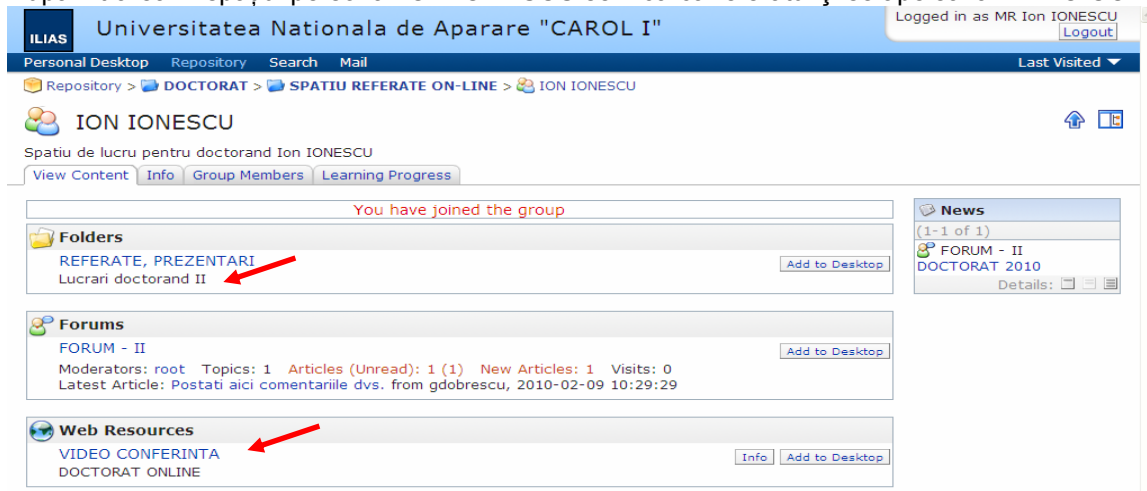 Universitatea Nationala de Aparare "CAROL I"
ILIAS
Logged in as MR Ion IONESCU
Logout
Personal Desktop Repository Search Mail Last Visited
Repository > DOCTORAT > SPATIU REFERATE ON-LINE > ION IONESCU
ION IONESCU
Spatiu de lucru pentru doctorand Ion IONESCU
View Content Info Group Members Learning Progress
You have joined the group
Folders
REFERATE, PREZENTARI
Lucrari doctorand II
Add to Desktop
Forums
FORUM - II
Add to Desktop
Moderators: root Topics: 1 Articles (Unread): 1 (1) New Articles: 1 Visits: 0
Latest Article: Postati aici comentariile dvs. from gdobrescu, 2010-02-09 10:29:29
Web Resources
VIDEO CONFERINTA
DOCTORAT ONLINE
Info Add to Desktop
News
(1-1 of 1)
FORUM - II
DOCTORAT 2010
Details: